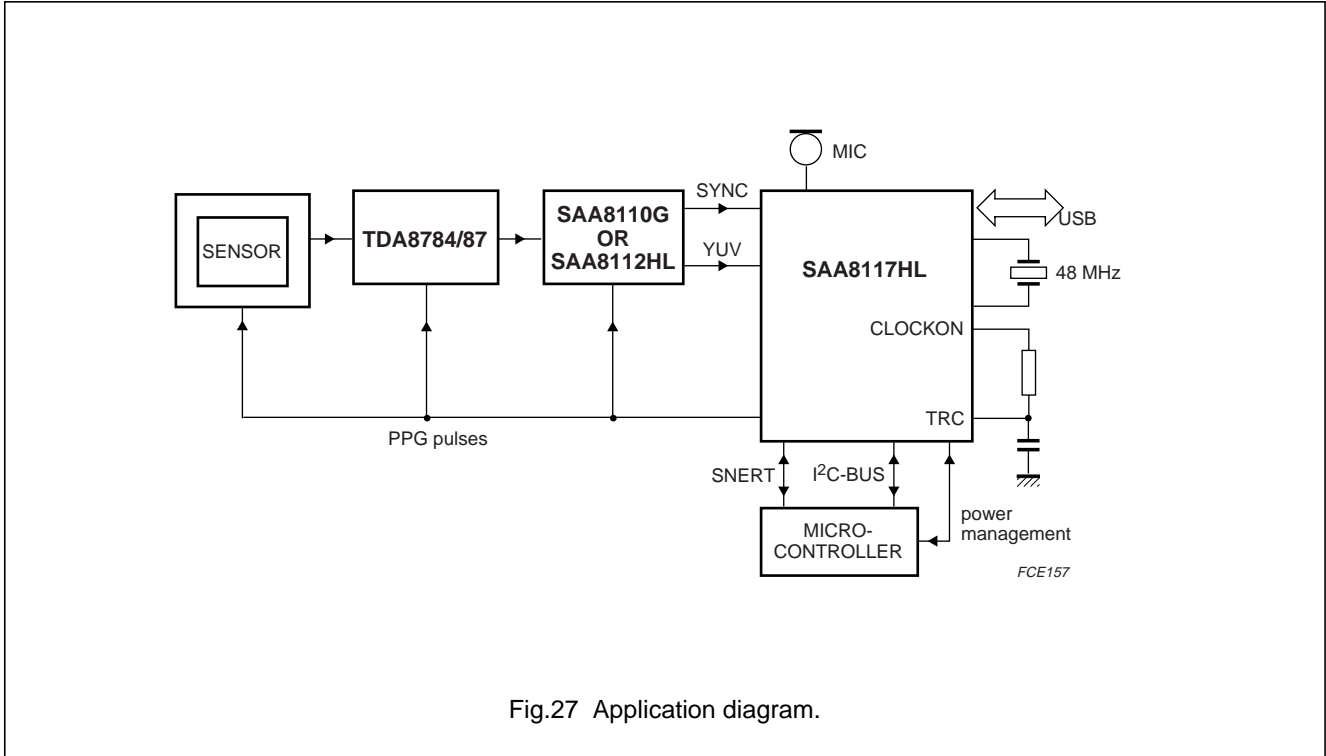 MIC
SYNC
SENSOR
TDA8784/87
SAA8110G
OR
SAA8112HL
YUV
SAA8117HL
USB
48 MHz
CLOCKON
TRC
PPG pulses
SNERT
I²C-BUS
MICRO-
CONTROLLER
power
management
FCE157
Fig.27 Application diagram.